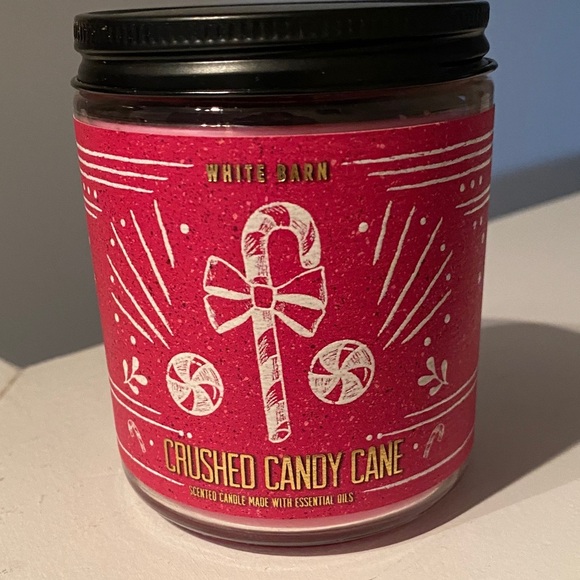 WHITE BARN
CRUSHED CANDY CANE
SCENTED CANDLE MADE WITH ESSENTIAL OILS